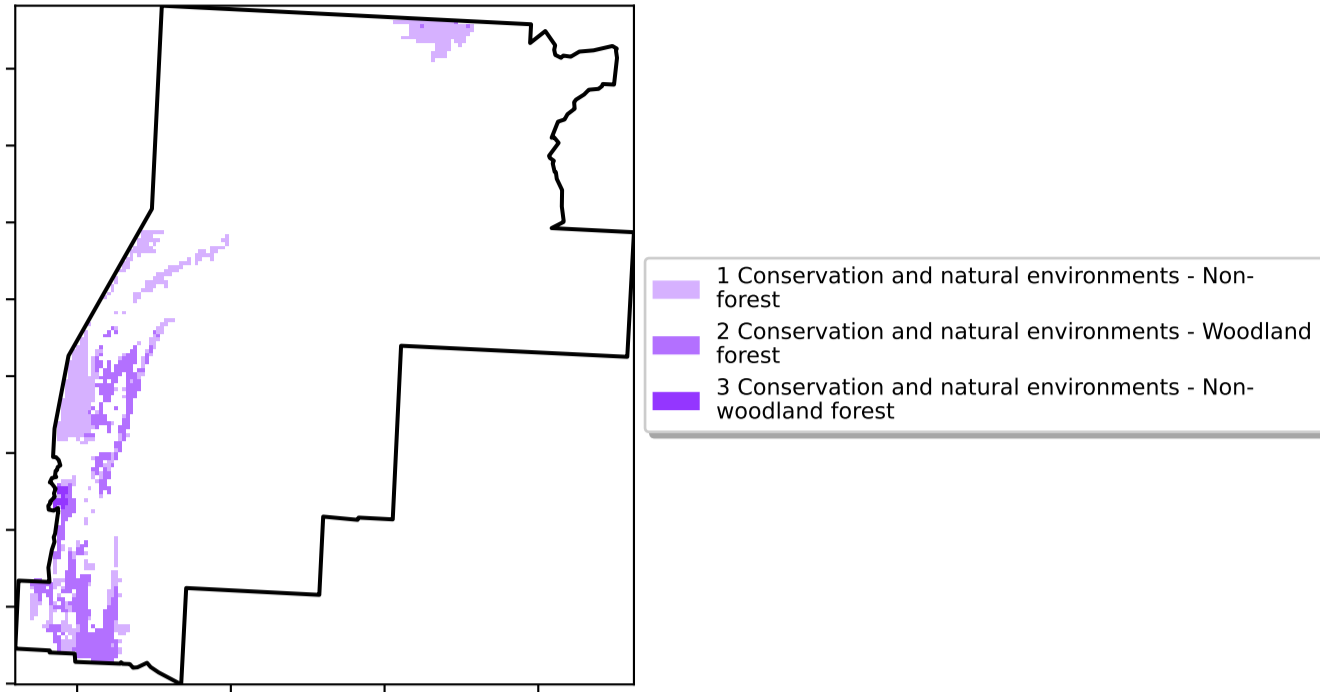 1 Conservation and natural environments - Non-
forest
2 Conservation and natural environments - Woodland
forest
3 Conservation and natural environments - Non-
woodland forest